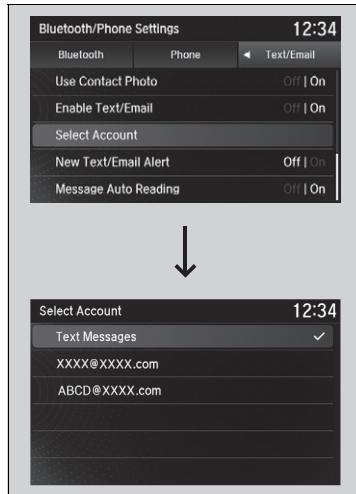 Bluetooth/Phone Settings 12:34
Bluetooth Phone ◄ Text/Email
Use Contact Photo Off | On
Enable Text/Email Off | On
Select Account
New Text/Email Alert Off | On
Message Auto Reading Off | On
Select Account 12:34
Text Messages ✓
XXXX@XXXX.com
ABCD@XXXX.com